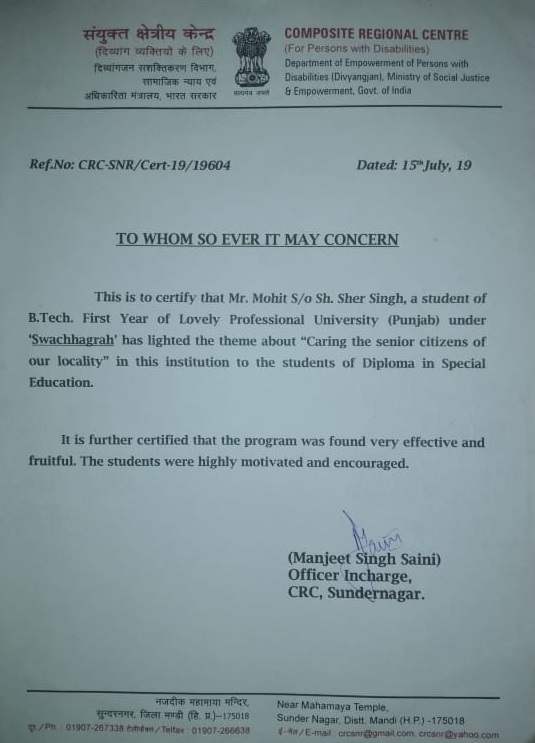 संयुक्त क्षेत्रीय केन्द्र
(दिव्यांग व्यक्तियो के लिए)
दिव्यांगजन सशक्तिकरण विभाग,
सामाजिक न्याय एवं
अधिकारिता मंत्रालय, भारत सरकार
सत्यमेव जयते
COMPOSITE REGIONAL CENTRE
(For Persons with Disabilities)
Department of Empowerment of Persons with
Disabilities (Divyangjan), Ministry of Social Justice
& Empowerment, Govt. of India
Ref.No: CRC-SNR/Cert-19/19604 Dated: 15th July, 19
TO WHOM SO EVER IT MAY CONCERN
This is to certify that Mr. Mohit S/o Sh. Sher Singh, a student of
B.Tech. First Year of Lovely Professional University (Punjab) under
‘Swachhagrah’ has lighted the theme about “Caring the senior citizens of
our locality” in this institution to the students of Diploma in Special
Education.
It is further certified that the program was found very effective and
fruitful. The students were highly motivated and encouraged.
(Manjeet Singh Saini)
Officer Incharge,
CRC, Sundernagar.
नजदीक महामाया मन्दिर,
सुन्दरनगर, जिला मण्डी (हि. प्र.)–175018
दूर./Ph. : 01907-267338 टेलीफैक्स / Telfax : 01907-266638
Near Mahamaya Temple,
Sunder Nagar, Distt. Mandi (H.P.) -175018
ई-मेल / E-mail : crcsnr@gmail.com, crcsnr@yahoo.com